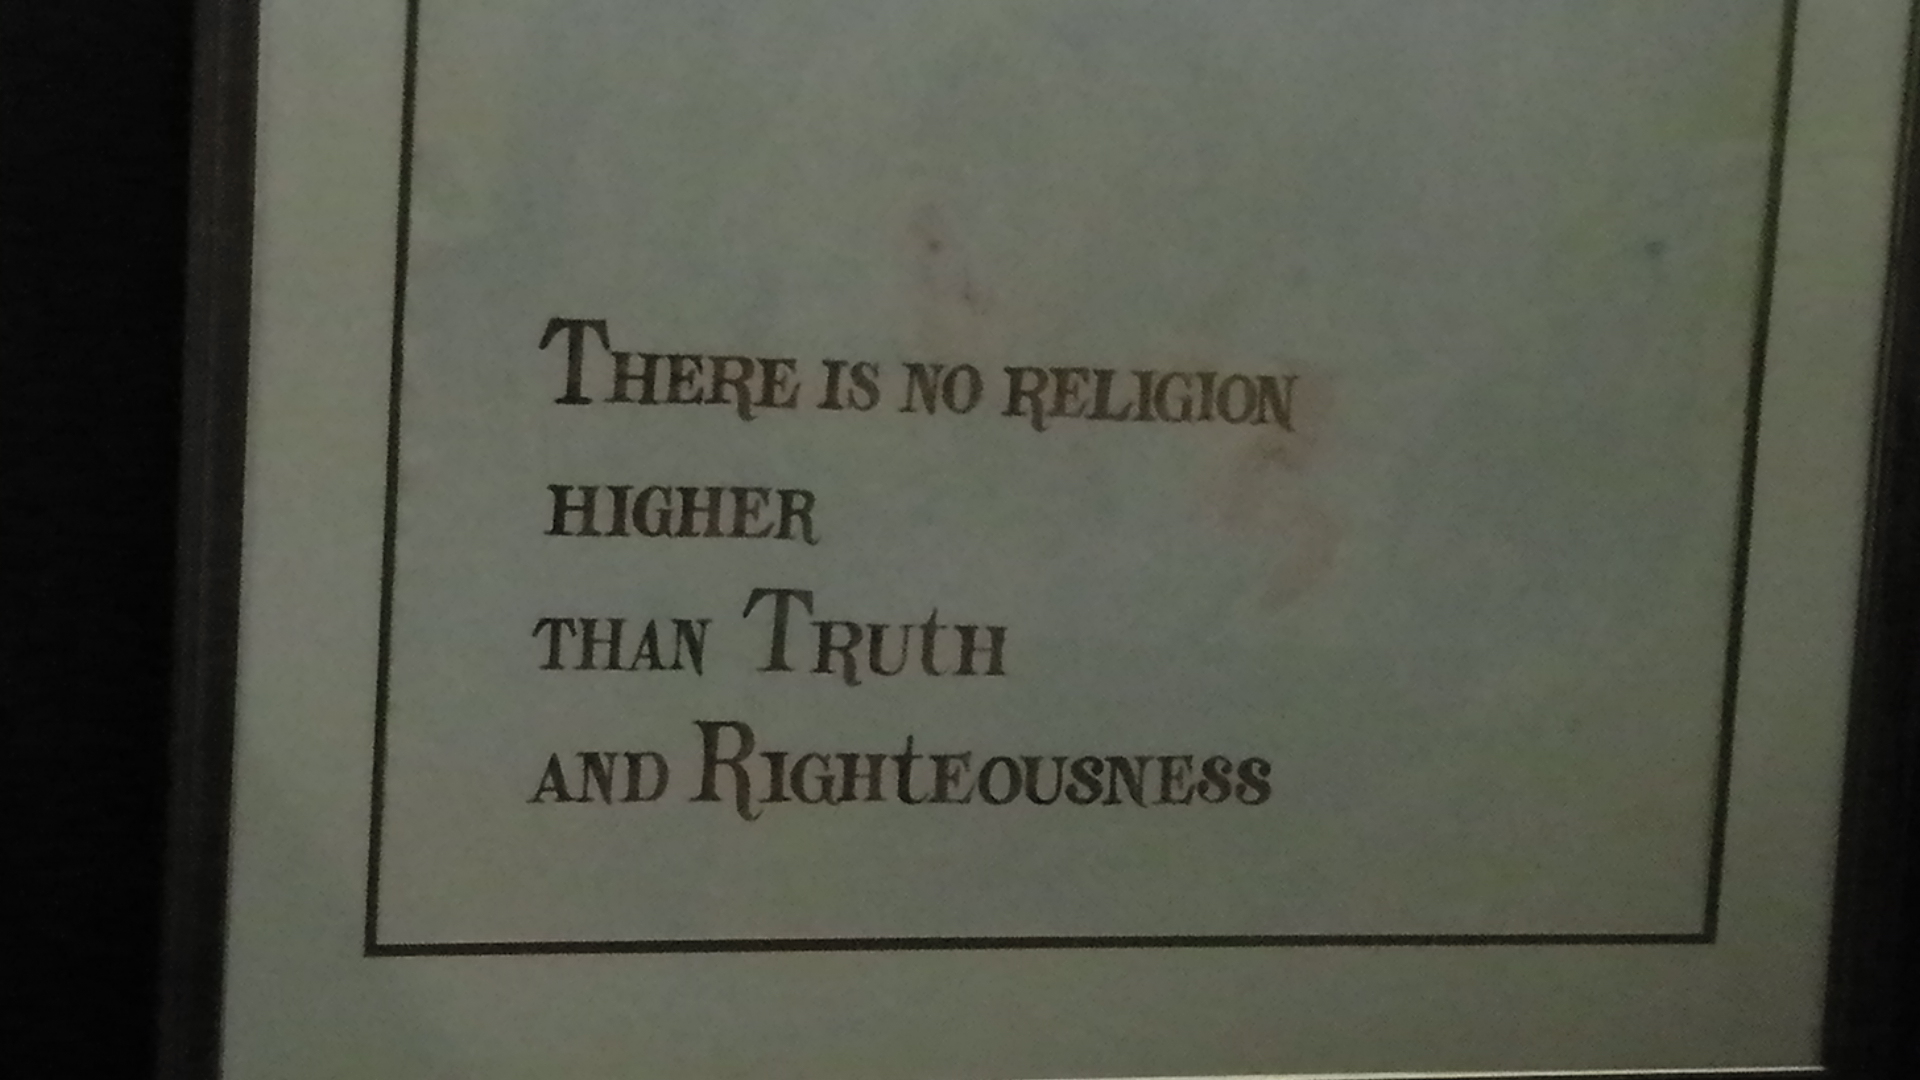 There is no religion
higher
than Truth
and Righteousness